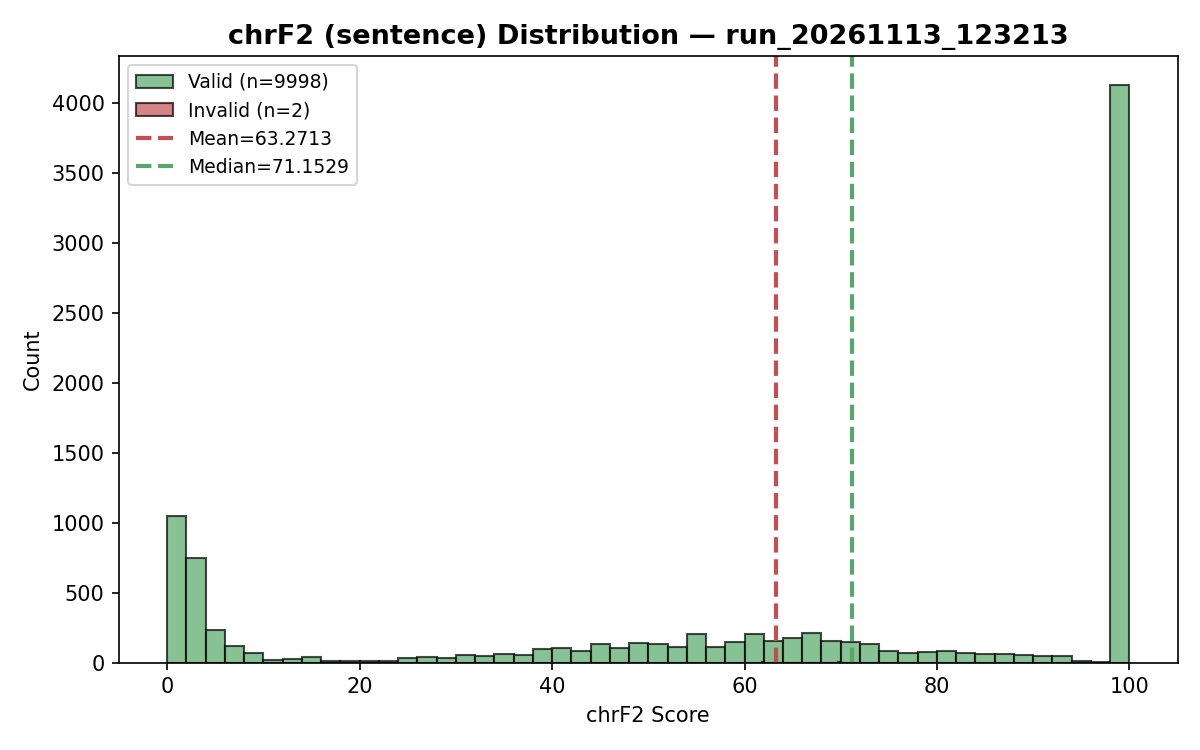 chrF2 (sentence) Distribution — run_20261113_123213
Valid (n=9998)
Invalid (n=2)
Mean=63.2713
Median=71.1529
Count
4000
3500
3000
2500
2000
1500
1000
500
0
0 20 40 60 80 100
chrF2 Score